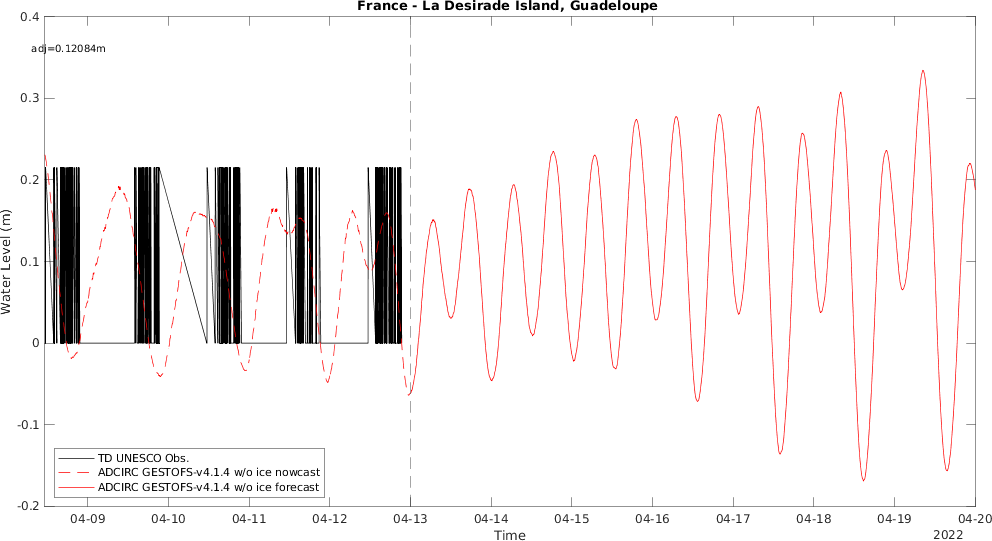 France - La Desirade Island, Guadeloupe
adj=0.12084m
Water Level (m)
0.4
0.3
0.2
0.1
0
-0.1
-0.2
TD UNESCO Obs.
ADCIRC GESTOFS-v4.1.4 w/o ice nowcast
ADCIRC GESTOFS-v4.1.4 w/o ice forecast
04-09 04-10 04-11 04-12 04-13 04-14 04-15 04-16 04-17 04-18 04-19 04-20
Time
2022